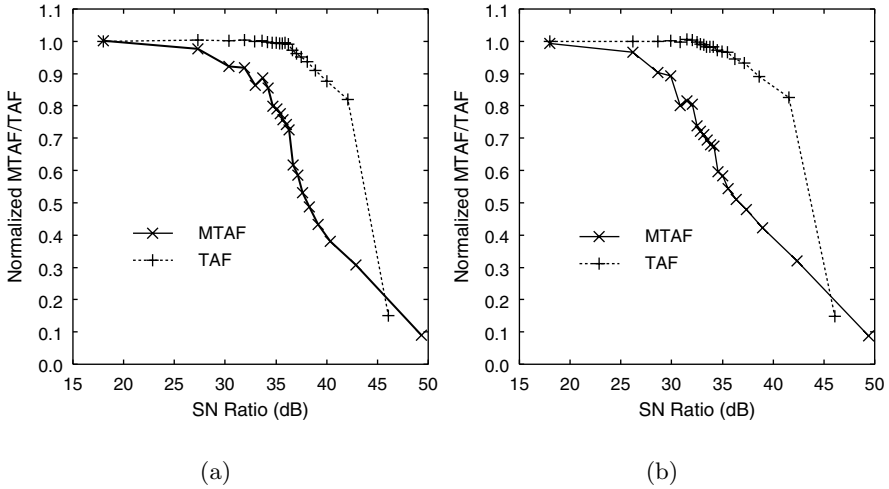 Normalized MTAF/TAF
1.1
1.0
0.9
0.8
0.7
0.6
0.5
0.4
0.3
0.2
0.1
0.0
MTAF
TAF
15 20 25 30 35 40 45 50
SN Ratio (dB)
(a)
Normalized MTAF/TAF
1.1
1.0
0.9
0.8
0.7
0.6
0.5
0.4
0.3
0.2
0.1
0.0
MTAF
TAF
15 20 25 30 35 40 45 50
SN Ratio (dB)
(b)